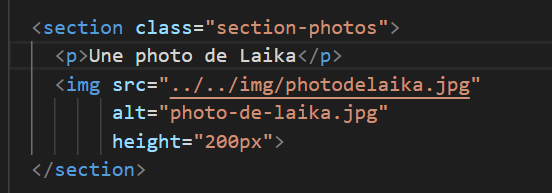 <section class="section-photos">
<p>Une photo de Laika</p>
<img src="../../img/photodelaika.jpg"
alt="photo-de-laika.jpg"
height="200px">
</section>